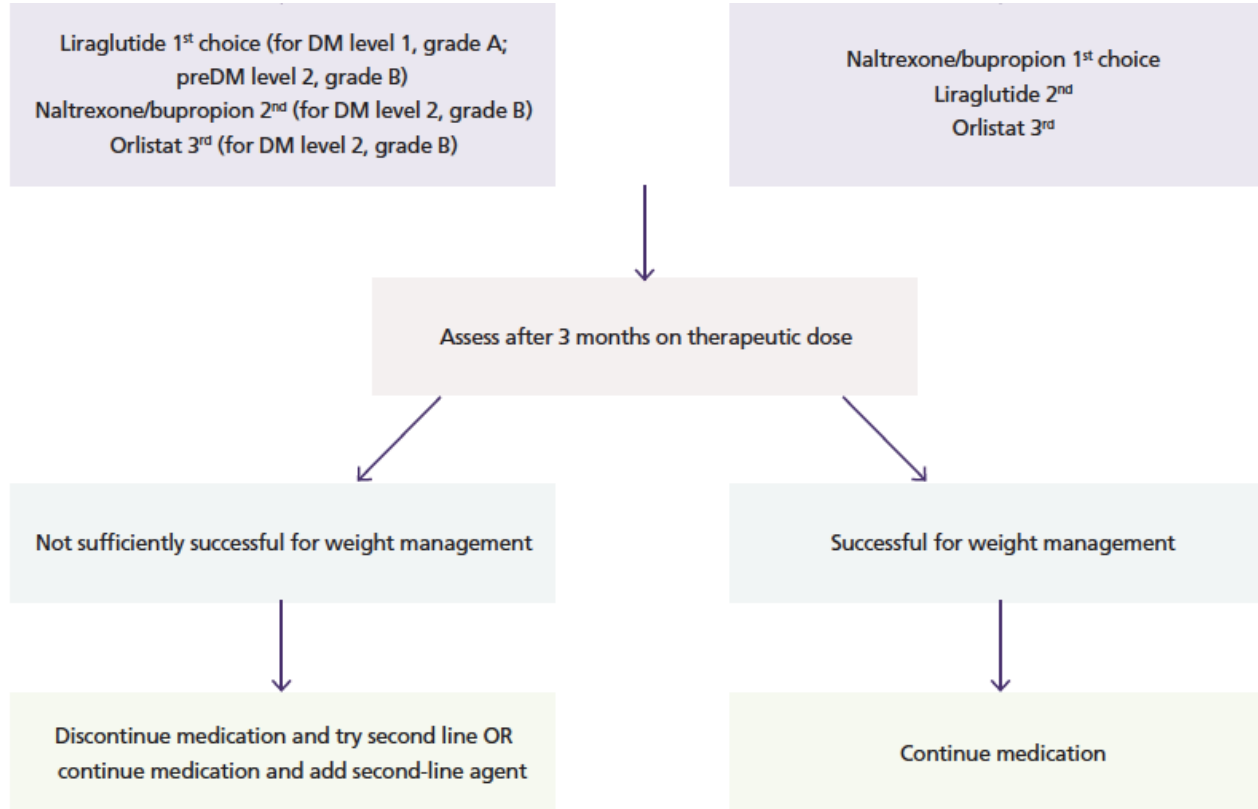 Liraglutide 1st choice (for DM level 1, grade A;
preDM level 2, grade B)
Naltrexone/bupropion 2nd (for DM level 2, grade B)
Orlistat 3rd (for DM level 2, grade B)
Naltrexone/bupropion 1st choice
Liraglutide 2nd
Orlistat 3rd
Assess after 3 months on therapeutic dose
Not sufficiently successful for weight management
Successful for weight management
Discontinue medication and try second line OR
continue medication and add second-line agent
Continue medication